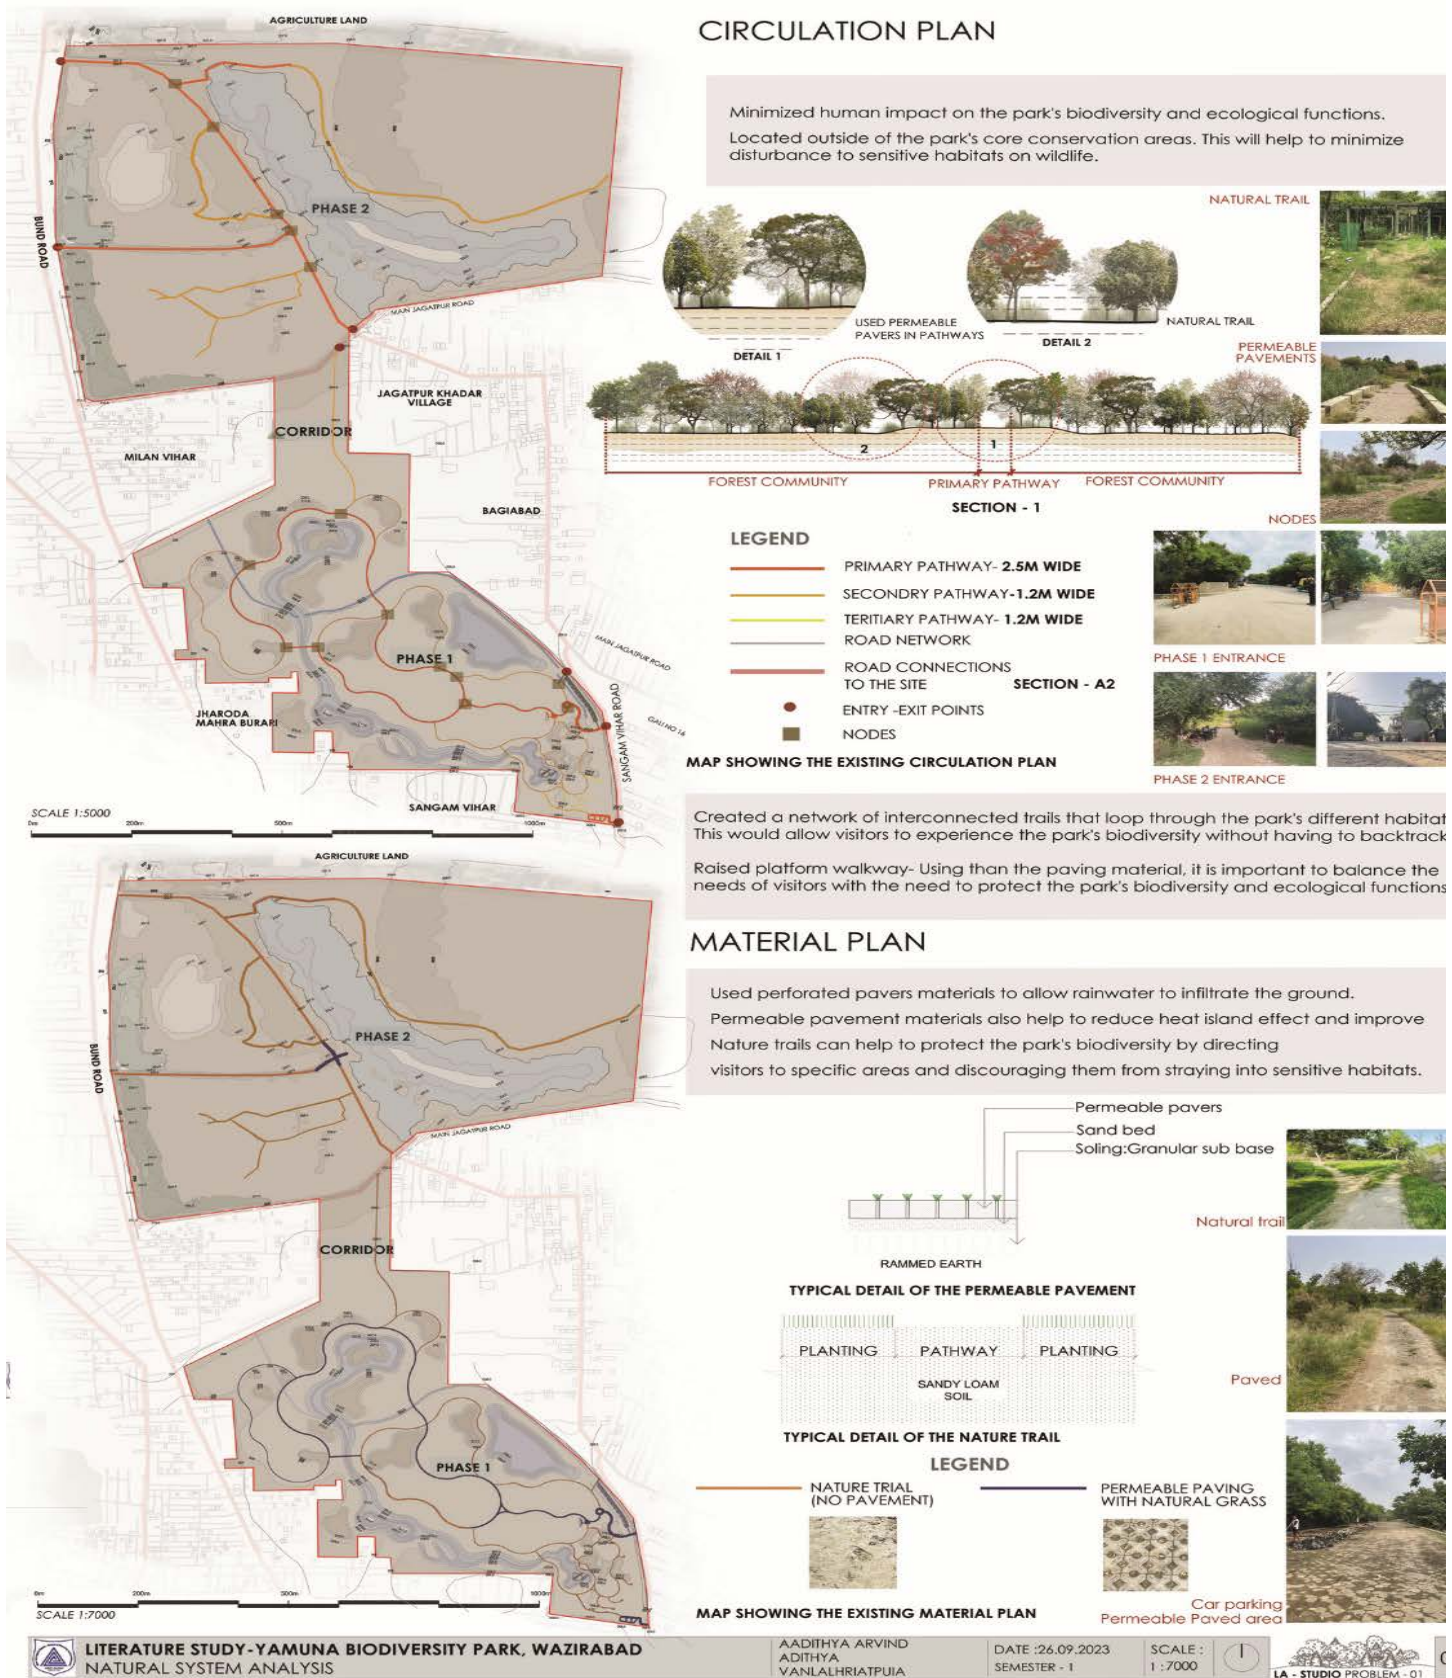 AGRICULTURE LAND
PHASE 2
BUND ROAD
MAIN JAGATPUR ROAD
JAGATPUR KHADAR
VILLAGE
CORRIDOR
MILAN VIHAR
BAGIABAD
MAIN JAGATPUR ROAD
PHASE 1
JHARODA
MAHRA BURARI
SANGAM VIHAR ROAD
GALI NO 16
SANGAM VIHAR
SCALE 1:5000
0m 200m 500m 1000m
CIRCULATION PLAN
Minimized human impact on the park's biodiversity and ecological functions.
Located outside of the park's core conservation areas. This will help to minimize
disturbance to sensitive habitats on wildlife.
NATURAL TRAIL
USED PERMEABLE
PAVERS IN PATHWAYS
DETAIL 1
NATURAL TRAIL
DETAIL 2
PERMEABLE
PAVEMENTS
2
1
FOREST COMMUNITY
PRIMARY PATHWAY
FOREST COMMUNITY
SECTION - 1
NODES
LEGEND
PRIMARY PATHWAY- 2.5M WIDE
SECONDRY PATHWAY-1.2M WIDE
TERITIARY PATHWAY- 1.2M WIDE
ROAD NETWORK
ROAD CONNECTIONS
TO THE SITE
SECTION - A2
ENTRY -EXIT POINTS
NODES
PHASE 1 ENTRANCE
PHASE 2 ENTRANCE
MAP SHOWING THE EXISTING CIRCULATION PLAN
Created a network of interconnected trails that loop through the park's different habitat
This would allow visitors to experience the park's biodiversity without having to backtrack
Raised platform walkway- Using than the paving material, it is important to balance the
needs of visitors with the need to protect the park's biodiversity and ecological functions
AGRICULTURE LAND
PHASE 2
BUND ROAD
MAIN JAGATPUR ROAD
CORRIDOR
PHASE 1
0m 200m 500m 1000m
SCALE 1:7000
MATERIAL PLAN
Used perforated pavers materials to allow rainwater to infiltrate the ground.
Permeable pavement materials also help to reduce heat island effect and improve
Nature trails can help to protect the park's biodiversity by directing
visitors to specific areas and discouraging them from straying into sensitive habitats.
Permeable pavers
Sand bed
Soling:Granular sub base
RAMMED EARTH
TYPICAL DETAIL OF THE PERMEABLE PAVEMENT
PLANTING
PATHWAY
PLANTING
SANDY LOAM
SOIL
TYPICAL DETAIL OF THE NATURE TRAIL
Natural trail
Paved
LEGEND
NATURE TRIAL
(NO PAVEMENT)
PERMEABLE PAVING
WITH NATURAL GRASS
Car parking
Permeable Paved area
MAP SHOWING THE EXISTING MATERIAL PLAN
LITERATURE STUDY-YAMUNA BIODIVERSITY PARK, WAZIRABAD
NATURAL SYSTEM ANALYSIS
AADITHYA ARVIND
ADITHYA
VANLALHRIATPUIA
DATE :26.09.2023
SEMESTER - 1
SCALE :
1 :7000
LA - STUDIO PROBLEM - 01